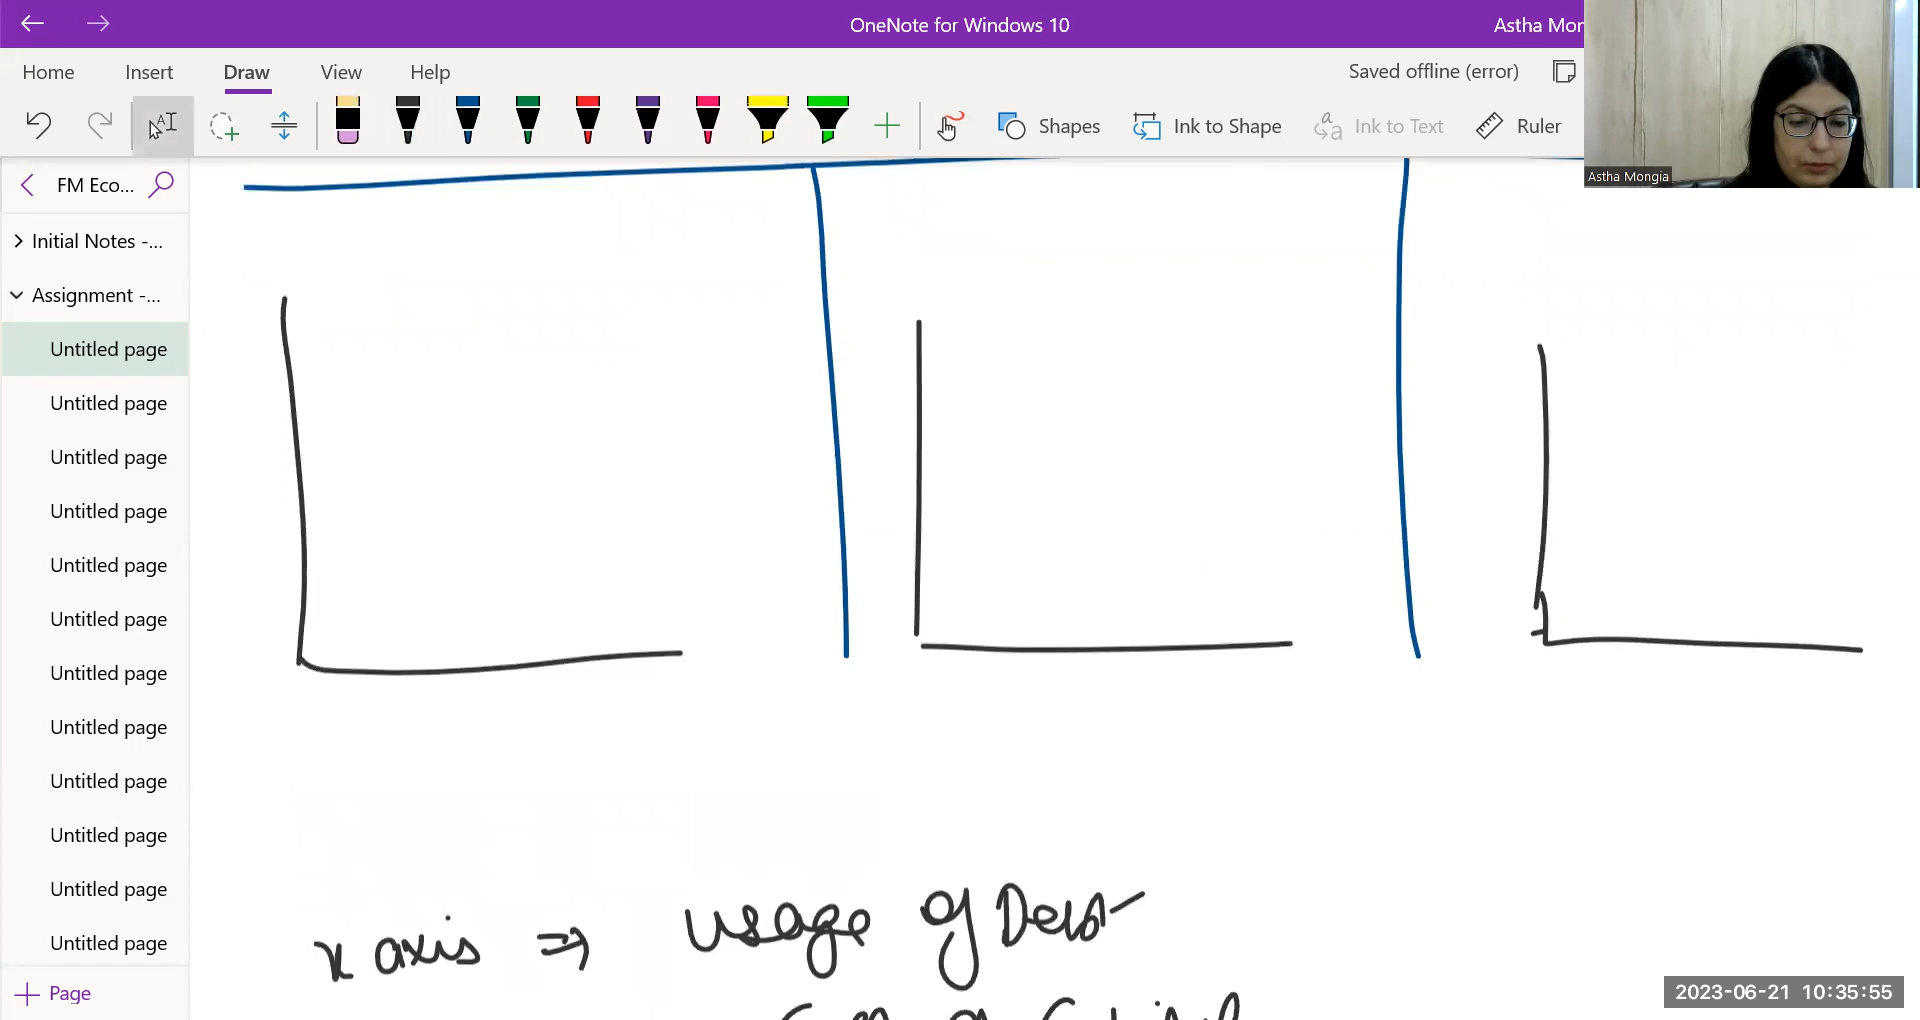 OneNote for Windows 10
Astha Mon
Home Insert Draw View Help
Saved offline (error)
Shapes Ink to Shape Ink to Text Ruler
Astha Mongia
FM Eco...
Initial Notes -...
Assignment -...
Untitled page
Untitled page
Untitled page
Untitled page
Untitled page
Untitled page
Untitled page
Untitled page
Untitled page
Untitled page
Untitled page
Untitled page
x axis ⇒ usage of Debt
+ Page
2023-06-21 10:35:55